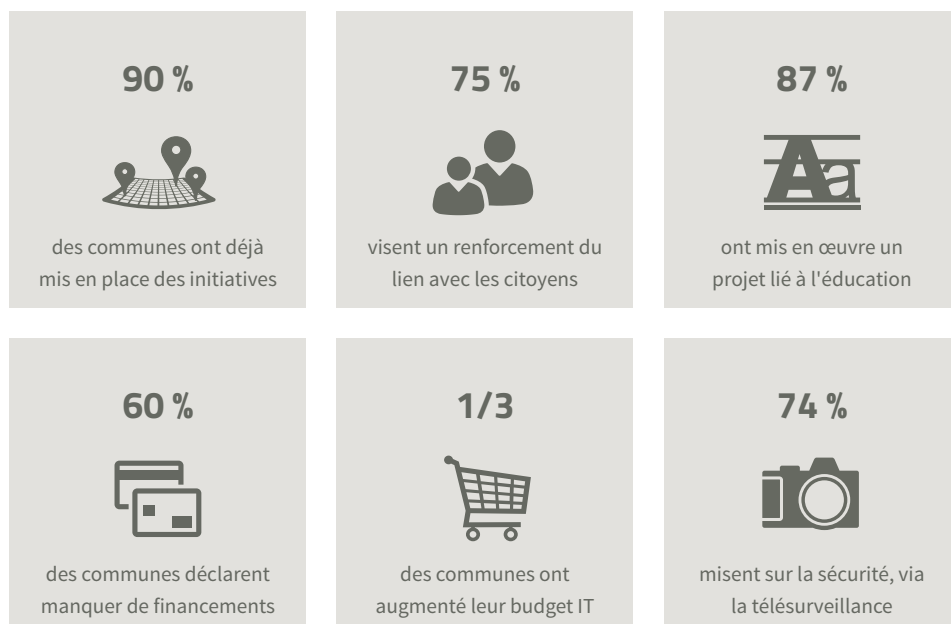 90 %
des communes ont déjà
mis en place des initiatives
75 %
visent un renforcement du
lien avec les citoyens
87 %
Aa
ont mis en œuvre un
projet lié à l'éducation
60 %
des communes déclarent
manquer de financements
1/3
des communes ont
augmenté leur budget IT
74 %
misent sur la sécurité, via
la télésurveillance